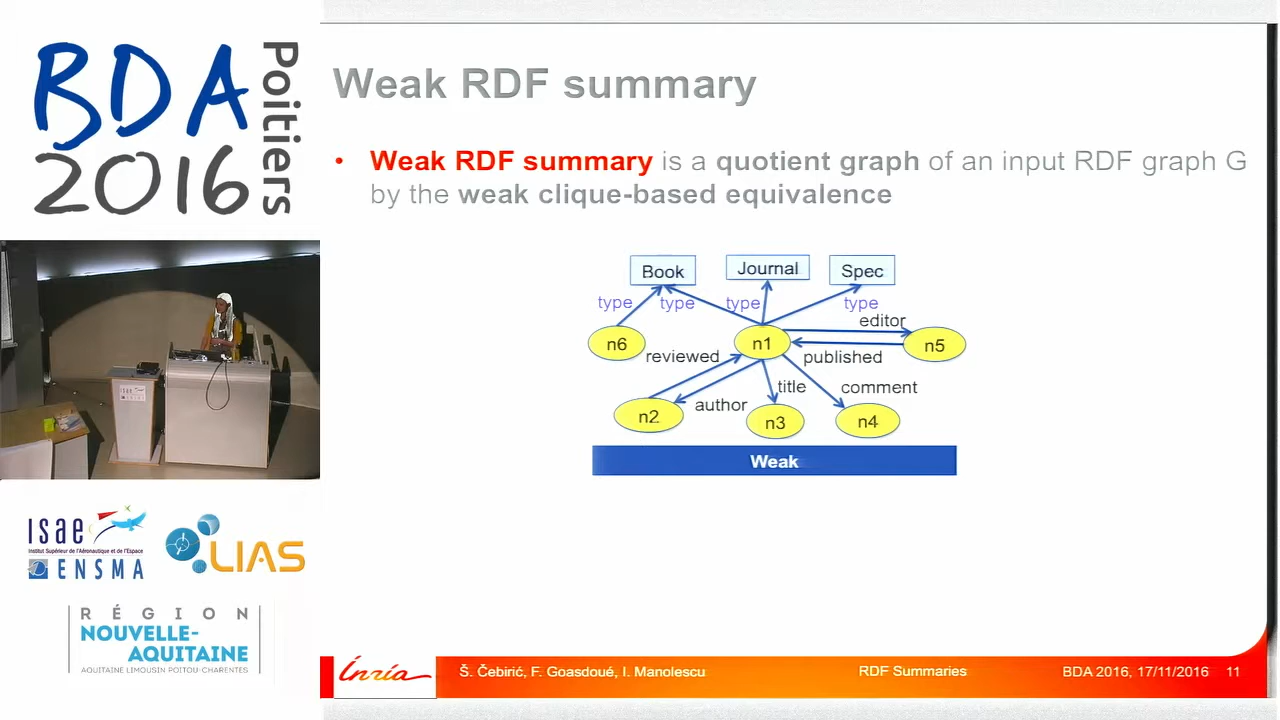 BDA
2016
Poitiers
isae
Institut Supérieur de l'Aéronautique et de l'Espace
ENSMA
LIAS
RÉGION
NOUVELLE-
AQUITAINE
AQUITAINE LIMOUSIN POITOU-CHARENTES
Weak RDF summary
• Weak RDF summary is a quotient graph of an input RDF graph G
by the weak clique-based equivalence
Book
Journal
Spec
type
type
type
type
editor
n6
n1
n5
reviewed
published
title
comment
author
n2
n3
n4
Weak
Inria
Š. Čebirić, F. Goasdoué, I. Manolescu
RDF Summaries
BDA 2016, 17/11/2016
11